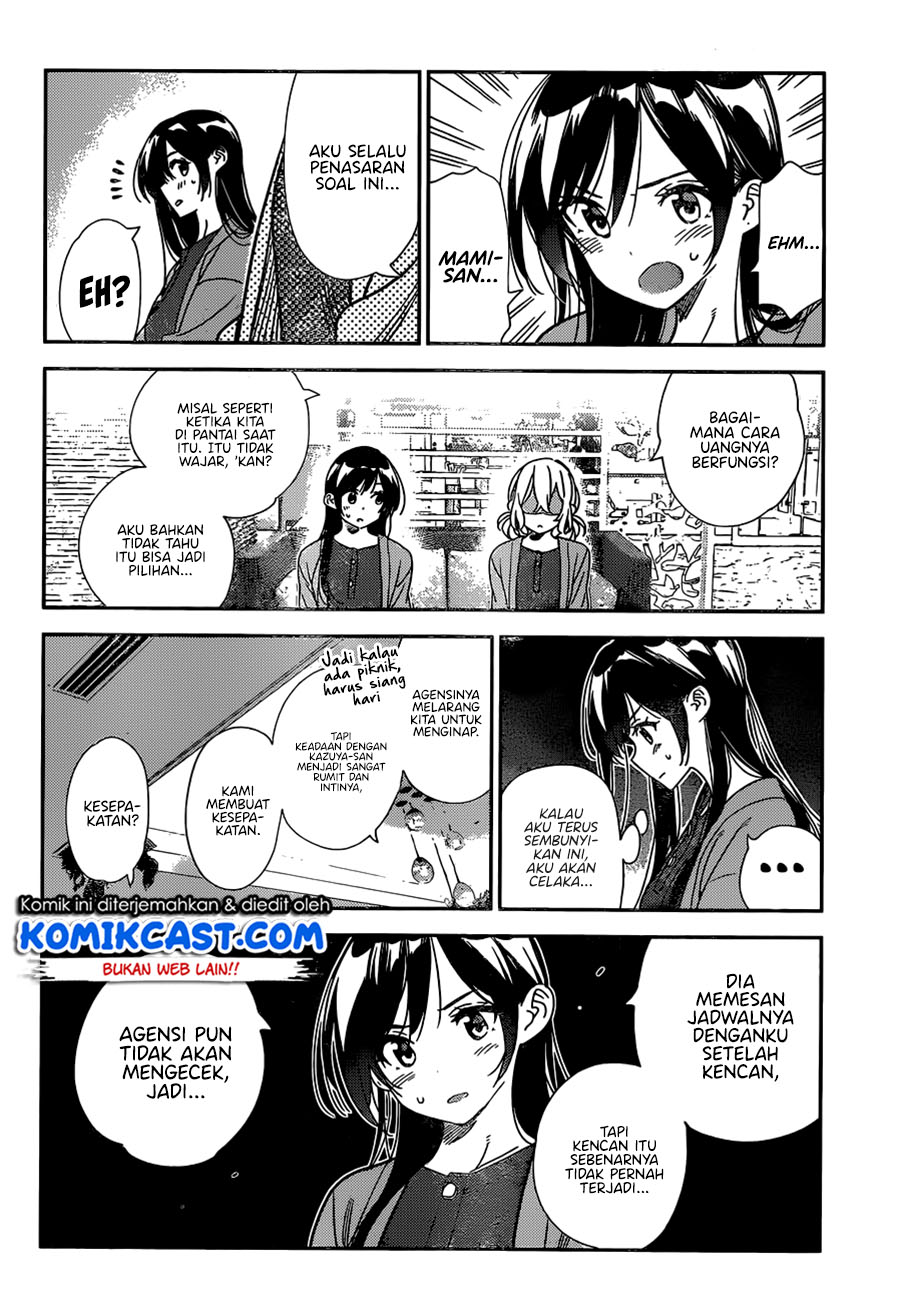 EHM...
MAMI-
SAN...
AKU SELALU
PENASARAN
SOAL INI...
EH?
BAGAI-
MANA CARA
UANGNYA
BERFUNGSI?
MISAL SEPERTI
KETIKA KITA
DI PANTAI SAAT
ITU. ITU TIDAK
WAJAR, 'KAN?
AKU BAHKAN
TIDAK TAHU
ITU BISA JADI
PILIHAN...
...
KALAU
AKU TERUS
SEMBUNYI-
KAN INI,
AKU AKAN
CELAKA...
AGENSINYA
MELARANG
KITA UNTUK
MENGINAP.
Jadi kalau
ada piknik,
harus siang
hari
TAPI
KEADAAN DENGAN
KAZUYA-SAN
MENJADI SANGAT
RUMIT DAN
INTINYA,
KAMI
MEMBUAT
KESEPA-
KATAN.
KESEPA-
KATAN?
Komik ini diterjemahkan & diedit oleh
KOMIKCAST.COM
BUKAN WEB LAIN!!
DIA
MEMESAN
JADWALNYA
DENGANKU
SETELAH
KENCAN,
TAPI
KENCAN ITU
SEBENARNYA
TIDAK PERNAH
TERJADI...
AGENSI PUN
TIDAK AKAN
MENGECEK,
JADI...